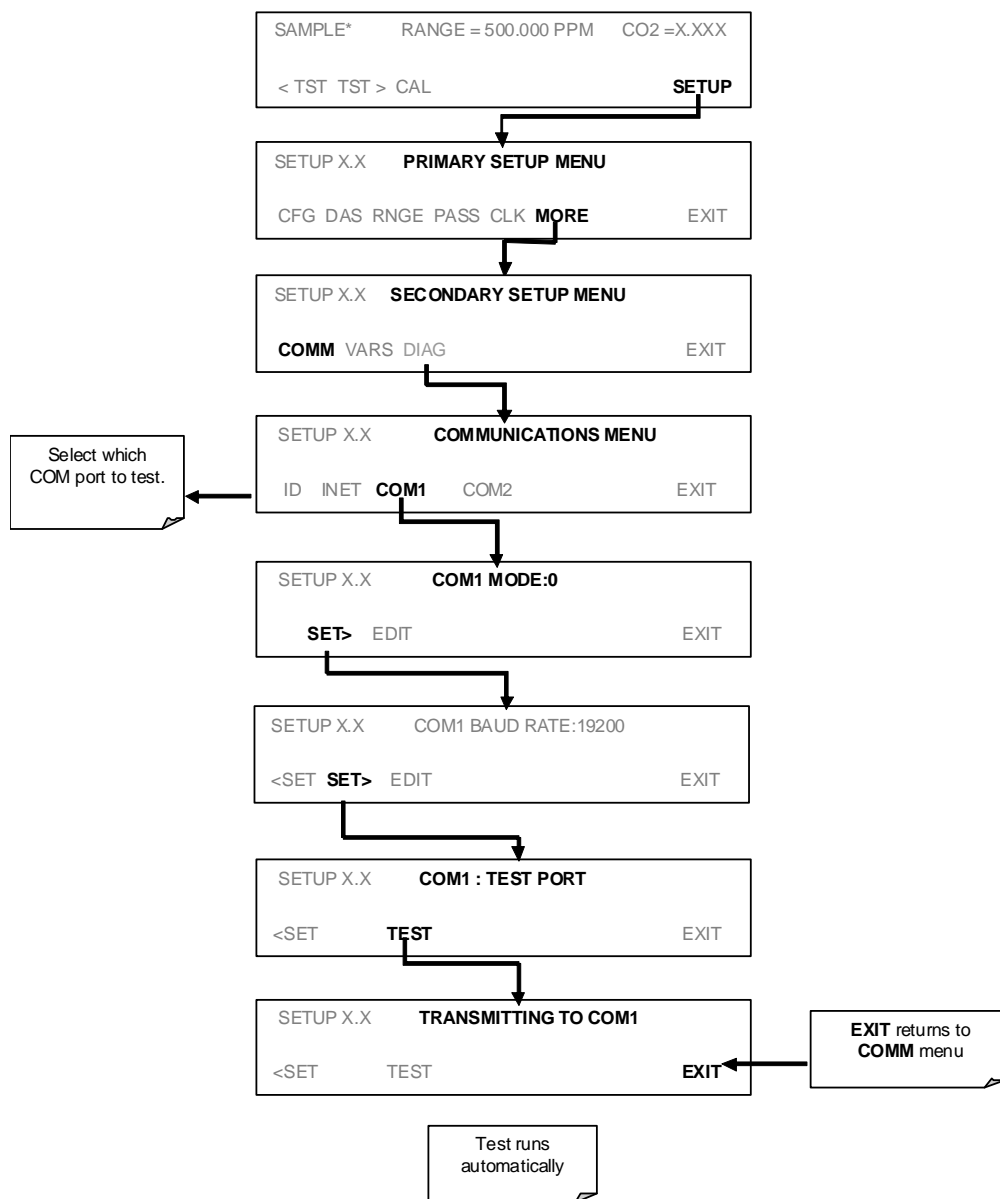 SAMPLE* RANGE = 500.000 PPM CO2 =X.XXX
< TST TST > CAL SETUP
SETUP X.X PRIMARY SETUP MENU
CFG DAS RNGE PASS CLK MORE EXIT
SETUP X.X SECONDARY SETUP MENU
COMM VARS DIAG EXIT
SETUP X.X COMMUNICATIONS MENU
ID INET COM1 COM2 EXIT
Select which
COM port to test.
SETUP X.X COM1 MODE:0
SET> EDIT EXIT
SETUP X.X COM1 BAUD RATE:19200
<SET SET> EDIT EXIT
SETUP X.X COM1 : TEST PORT
<SET TEST EXIT
SETUP X.X TRANSMITTING TO COM1
<SET TEST EXIT
EXIT returns to
COMM menu
Test runs
automatically